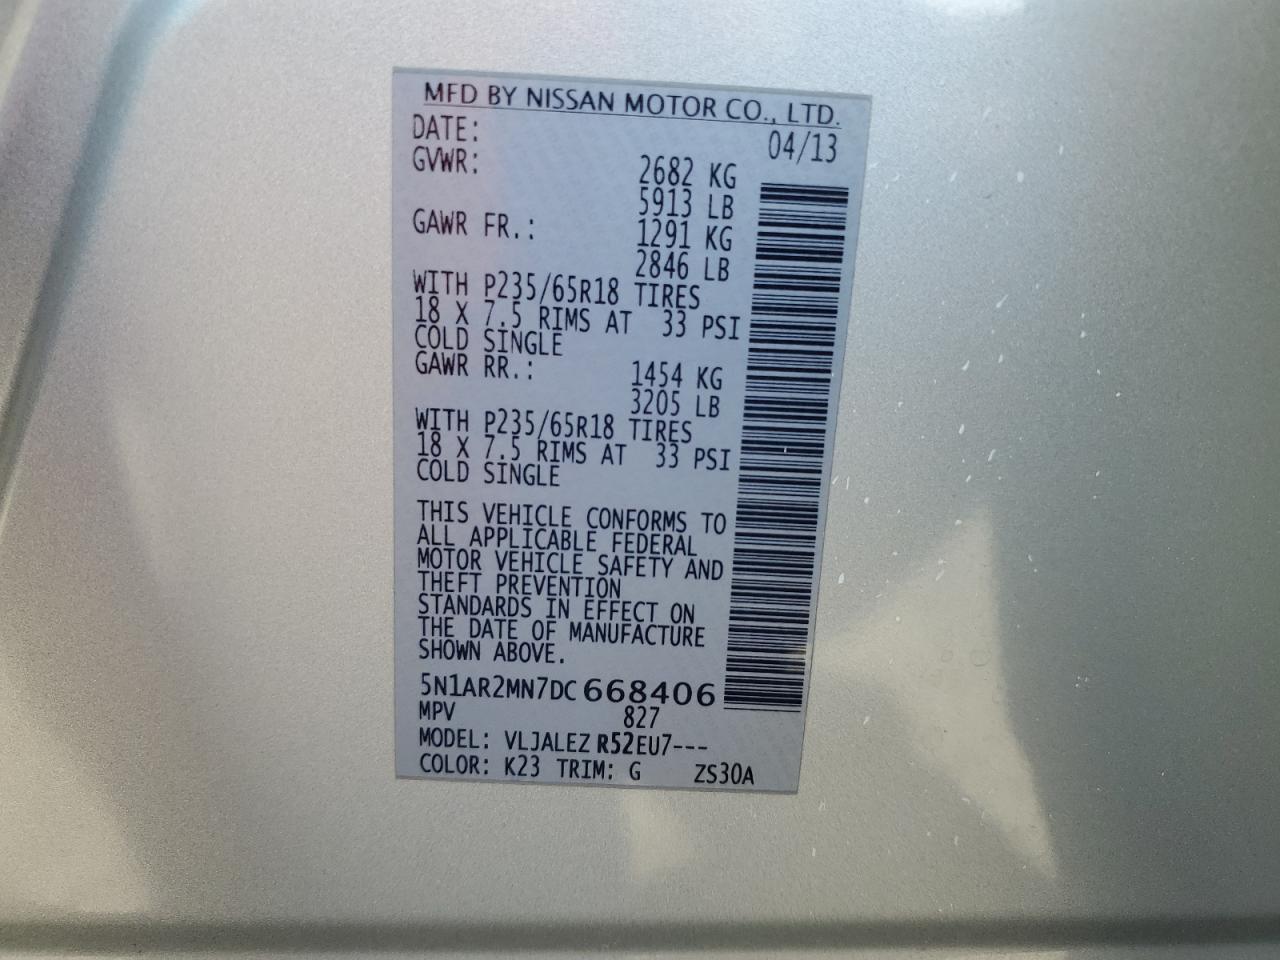 MFD BY NISSAN MOTOR CO., LTD.
DATE: 04/13
GVWR: 2682 KG
5913 LB
GAWR FR.: 1291 KG
2846 LB
WITH P235/65R18 TIRES
18 X 7.5 RIMS AT 33 PSI
COLD SINGLE
GAWR RR.: 1454 KG
3205 LB
WITH P235/65R18 TIRES
18 X 7.5 RIMS AT 33 PSI
COLD SINGLE
THIS VEHICLE CONFORMS TO
ALL APPLICABLE FEDERAL
MOTOR VEHICLE SAFETY AND
THEFT PREVENTION
STANDARDS IN EFFECT ON
THE DATE OF MANUFACTURE
SHOWN ABOVE.
5N1AR2MN7DC668406
MPV 827
MODEL: VLJALEZ R52EU7---
COLOR: K23 TRIM: G ZS30A